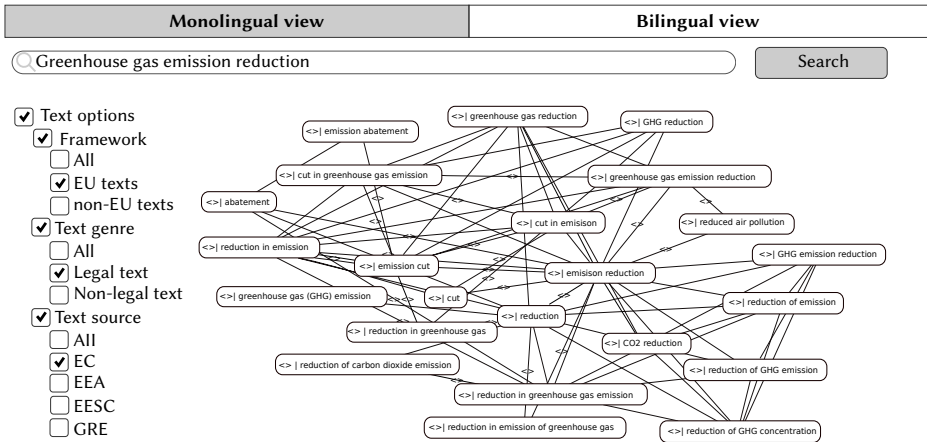 Monolingual view
Bilingual view
Greenhouse gas emission reduction
Search
Text options
Framework
All
EU texts
non-EU texts
Text genre
All
Legal text
Non-legal text
Text source
All
EC
EEA
EESC
GRE
<>| greenhouse gas reduction
<>| GHG reduction
<>| emission abatement
<>| cut in greenhouse gas emission
<>| greenhouse gas emission reduction
<>| abatement
<>| cut in emisison
<>| reduced air pollution
<>| reduction in emission
<>| GHG emission reduction
<>| emission cut
<>| emisison reduction
<>| greenhouse gas (GHG) emission
<>| cut
<>| reduction of emission
<>| reduction
<>| reduction in greenhouse gas
<>| CO2 reduction
<>| reduction of carbon dioxide emission
<>| reduction of GHG emission
<>| reduction in greenhouse gas emission
<>| reduction in emission of greenhouse gas
<>| reduction of GHG concentration